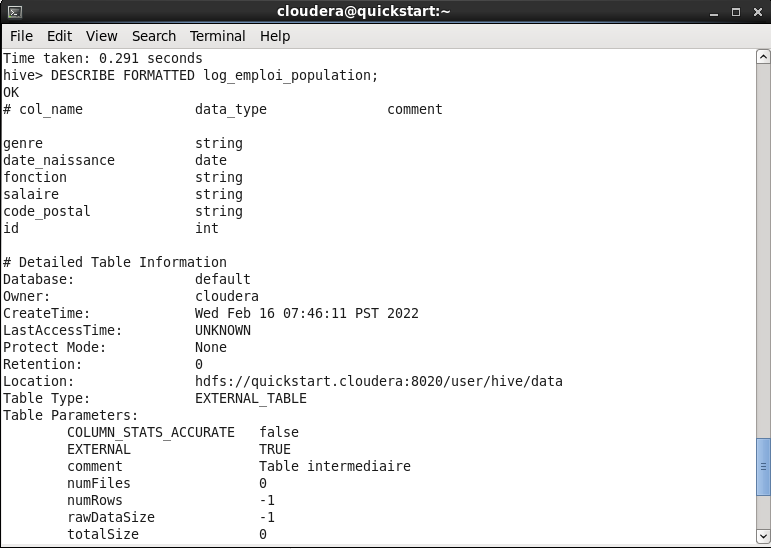 cloudera@quickstart:~
File Edit View Search Terminal Help
Time taken: 0.291 seconds
hive> DESCRIBE FORMATTED log_emploi_population;
OK
# col_name data_type comment
genre string
date_naissance date
fonction string
salaire string
code_postal string
id int
# Detailed Table Information
Database: default
Owner: cloudera
CreateTime: Wed Feb 16 07:46:11 PST 2022
LastAccessTime: UNKNOWN
Protect Mode: None
Retention: 0
Location: hdfs://quickstart.cloudera:8020/user/hive/data
Table Type: EXTERNAL_TABLE
Table Parameters:
COLUMN_STATS_ACCURATE false
EXTERNAL TRUE
comment Table intermediaire
numFiles 0
numRows -1
rawDataSize -1
totalSize 0